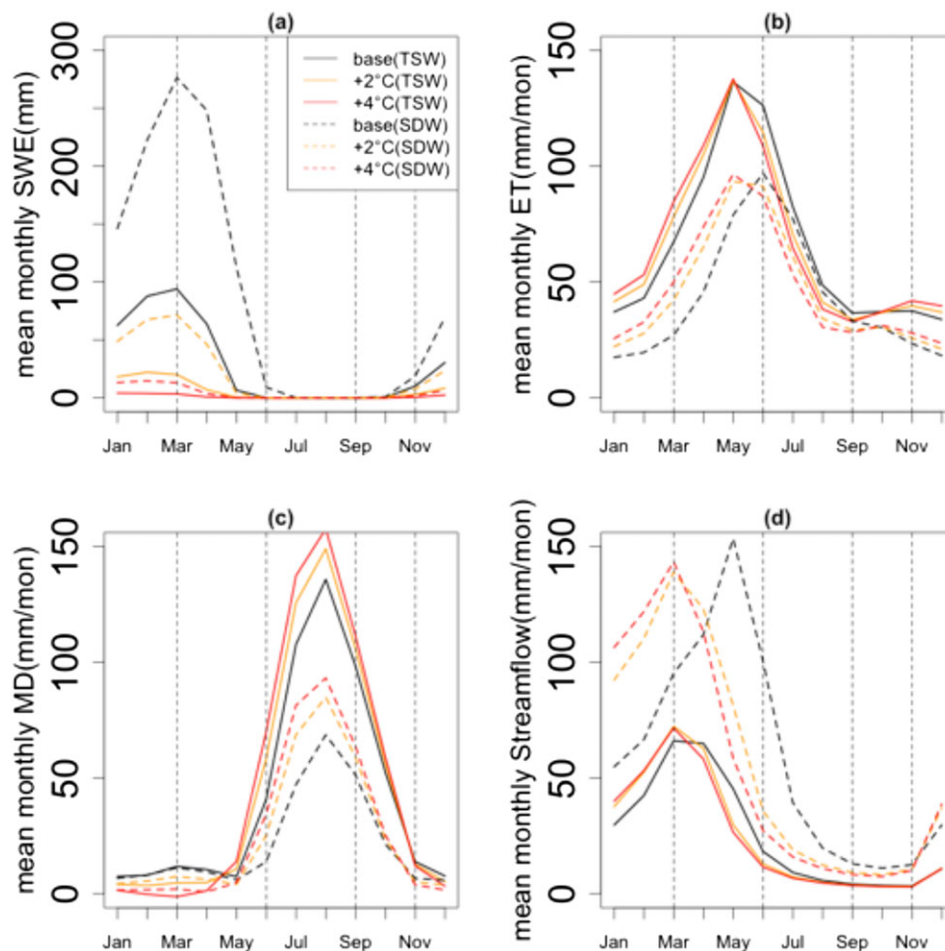 (a)
mean monthly SWE(mm)
300
200
100
0
base(TSW)
+2°C(TSW)
+4°C(TSW)
base(SDW)
+2°C(SDW)
+4°C(SDW)
Jan Mar May Jul Sep Nov
(b)
mean monthly ET(mm/mon)
150
100
50
0
Jan Mar May Jul Sep Nov
(c)
mean monthly MD(mm/mon)
150
100
50
0
Jan Mar May Jul Sep Nov
(d)
mean monthly Streamflow(mm/mon)
150
100
50
0
Jan Mar May Jul Sep Nov